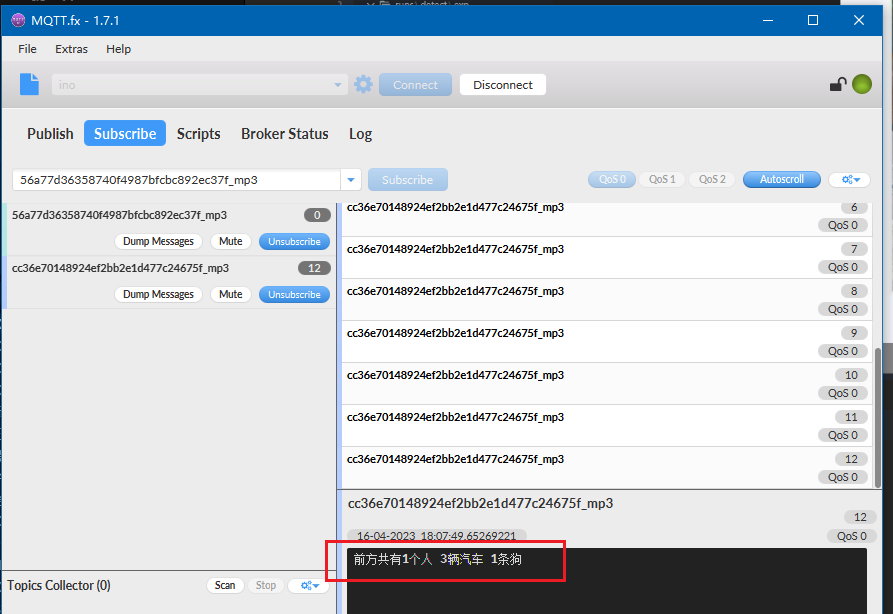 MQTT.fx - 1.7.1
File Extras Help
ino Connect Disconnect
Publish Subscribe Scripts Broker Status Log
56a77d36358740f4987bfcbc892ec37f_mp3 Subscribe QoS 0 QoS 1 QoS 2 Autoscroll
56a77d36358740f4987bfcbc892ec37f_mp3 0
Dump Messages Mute Unsubscribe
cc36e70148924ef2bb2e1d477c24675f_mp3 12
Dump Messages Mute Unsubscribe
cc36e70148924ef2bb2e1d477c24675f_mp3 6
QoS 0
cc36e70148924ef2bb2e1d477c24675f_mp3 7
QoS 0
cc36e70148924ef2bb2e1d477c24675f_mp3 8
QoS 0
cc36e70148924ef2bb2e1d477c24675f_mp3 9
QoS 0
cc36e70148924ef2bb2e1d477c24675f_mp3 10
QoS 0
cc36e70148924ef2bb2e1d477c24675f_mp3 11
QoS 0
cc36e70148924ef2bb2e1d477c24675f_mp3 12
QoS 0
cc36e70148924ef2bb2e1d477c24675f_mp3
12
16-04-2023 18:07:49.65269221 QoS 0
前方共有1个人 3辆汽车 1条狗
Topics Collector (0) Scan Stop